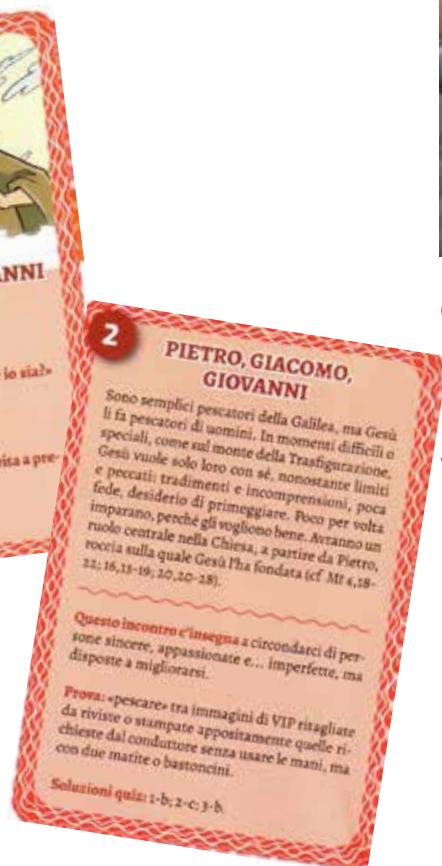 ANNI
io sia?»
vita a pre-
2
PIETRO, GIACOMO,
GIOVANNI
Sono semplici pescatori della Galilea, ma Gesù
li fa pescatori di uomini. In momenti difficili o
speciali, come sul monte della Trasfigurazione,
Gesù vuole solo loro con sé, nonostante limiti
e peccati: tradimenti e incomprensioni, poca
fede, desiderio di primeggiare. Poco per volta
imparano, perché gli vogliono bene. Avranno un
ruolo centrale nella Chiesa, a partire da Pietro,
roccia sulla quale Gesù l'ha fondata (cf Mt 4,18-
22; 16,13-19; 20,20-28).
Questo incontro c'insegna a circondarci di per-
sone sincere, appassionate e... imperfette, ma
disposte a migliorarsi.
Prova: «pescare» tra immagini di VIP ritagliate
da riviste o stampate appositamente quelle ri-
chieste dal conduttore senza usare le mani, ma
con due matite o bastoncini.
Soluzioni quiz: 1-b; 2-c; 3-b.